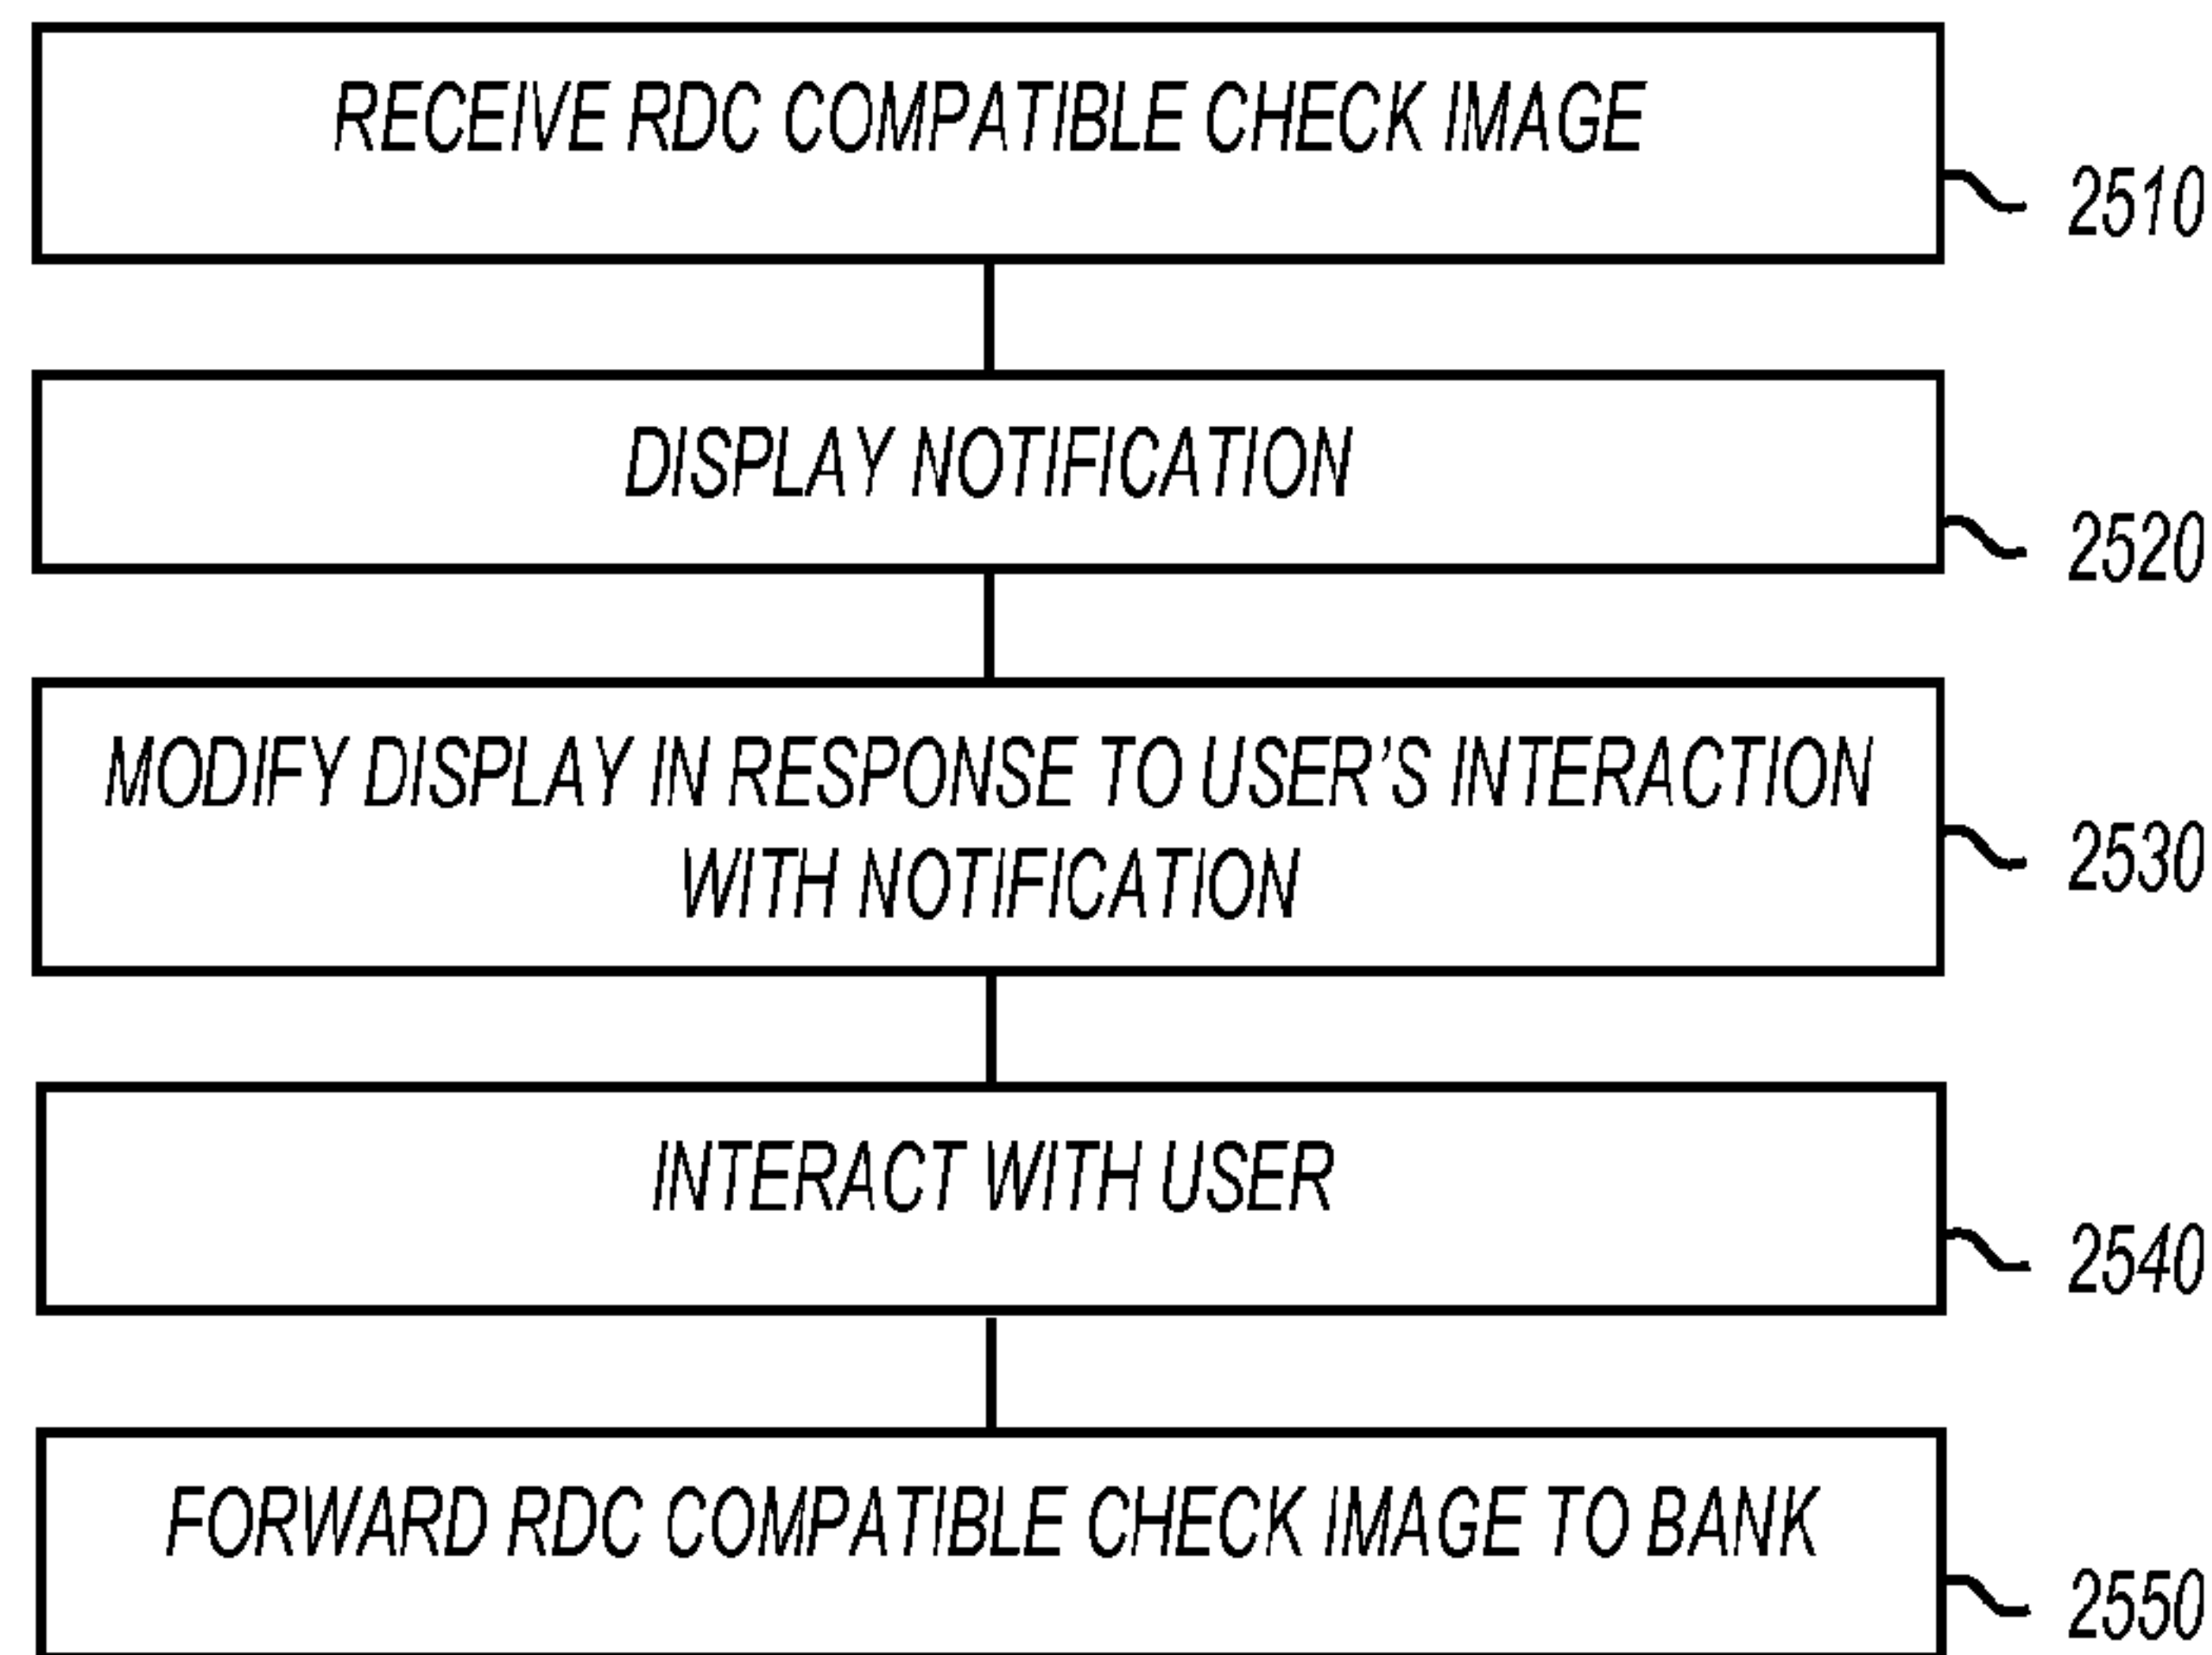 RECEIVE RDC COMPATIBLE CHECK IMAGE
2510
DISPLAY NOTIFICATION
2520
MODIFY DISPLAY IN RESPONSE TO USER'S INTERACTION
WITH NOTIFICATION
2530
INTERACT WITH USER
2540
FORWARD RDC COMPATIBLE CHECK IMAGE TO BANK
2550